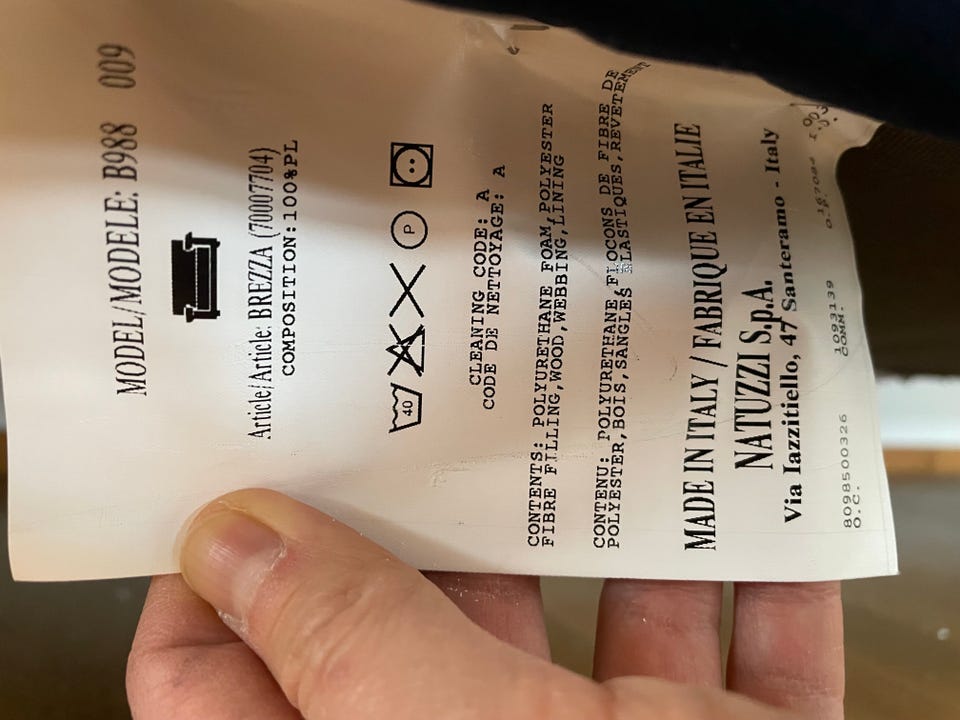 MODEL/MODELE: B988 009
Article/Article: BREZZA (70007704)
COMPOSITION:100%PL
40 P
CLEANING CODE: A
CODE DE NETTOYAGE: A
CONTENTS: POLYURETHANE FOAM,POLYESTER
FIBRE FILLING,WOOD,WEBBING,LINING
CONTENU: POLYURETHANE,FLOCONS DE FIBRE DE
POLYESTER,BOIS,SANGLES ELASTIQUES,REVETEMENT
MADE IN ITALY / FABRIQUE EN ITALIE
NATUZZI S.p.A.
Via Iazzitiello, 47 Santeramo - Italy
8098500326 1093139
O.C. COMM. O.P.